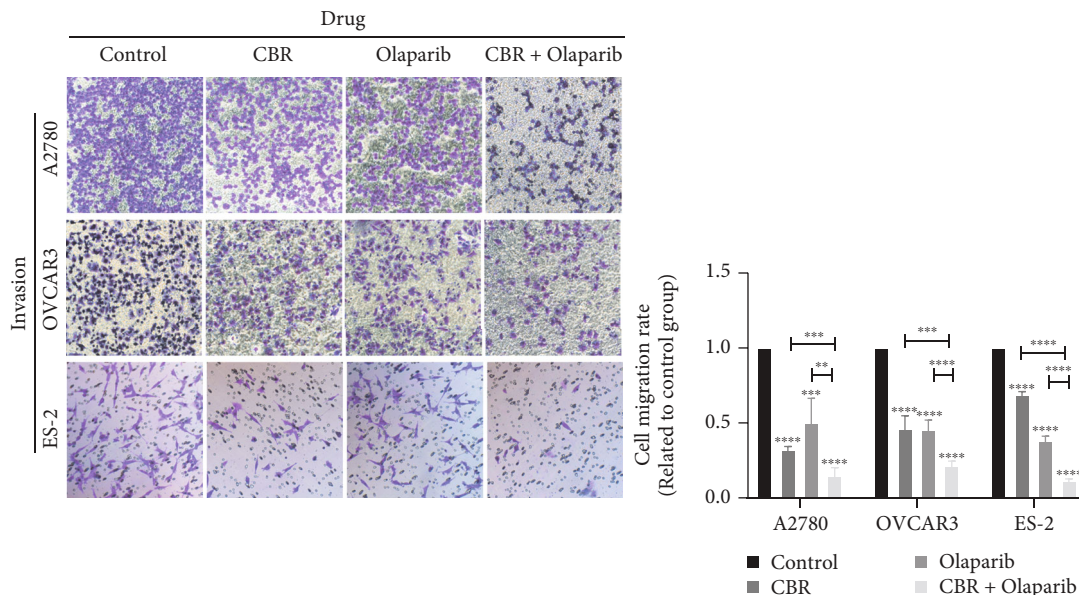 Drug
Control CBR Olaparib CBR + Olaparib
Invasion
A2780
OVCAR3
ES-2
Cell migration rate
(Related to control group)
1.5
1.0
0.5
0.0
***
**
***
****
****
***
****
****
****
****
****
****
****
****
****
A2780 OVCAR3 ES-2
Control Olaparib
CBR CBR + Olaparib